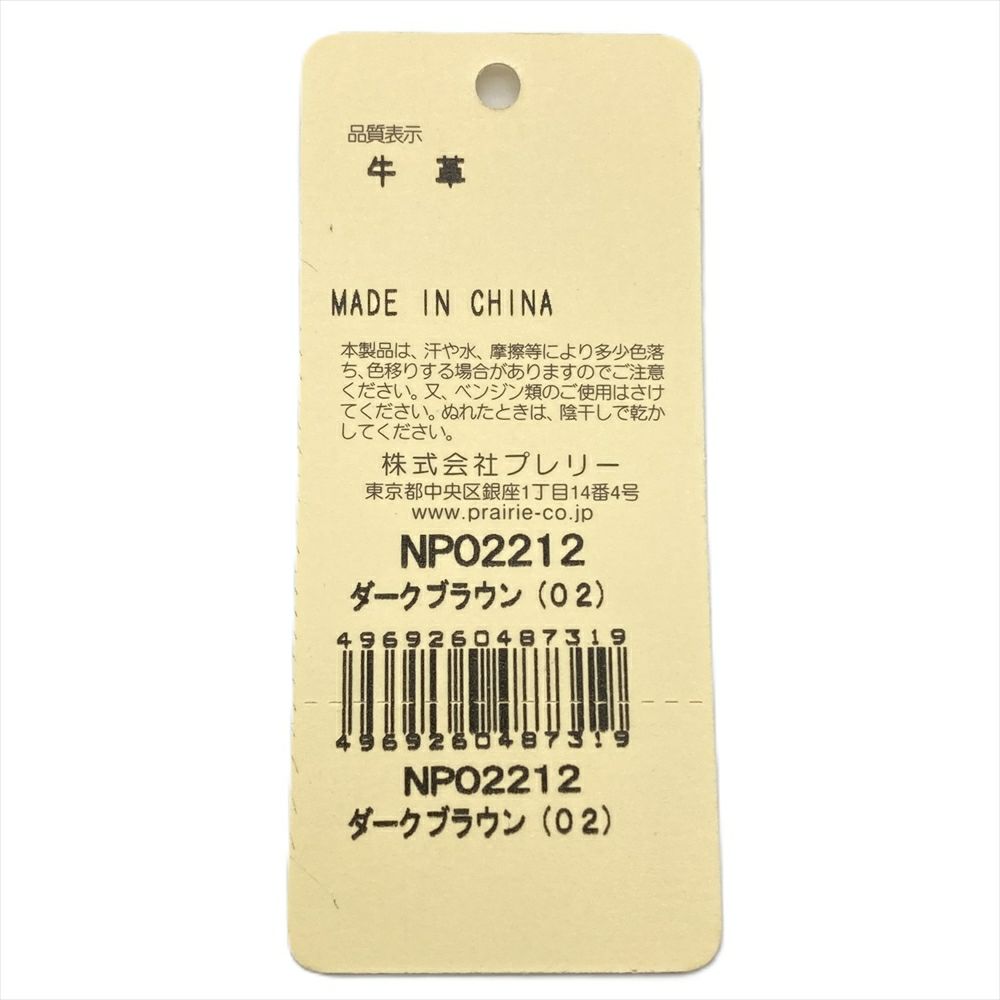 品質表示
牛革
MADE IN CHINA
本製品は、汗や水、摩擦等により多少色落
ち、色移りする場合がありますのでご注意
ください。又、ベンジン類のご使用はさけ
てください。ぬれたときは、陰干しで乾か
してください。
株式会社プレリー
東京都中央区銀座1丁目14番4号
www.prairie-co.jp
NP02212
ダークブラウン(02)
4969260487319
4969260487319
NP02212
ダークブラウン(02)